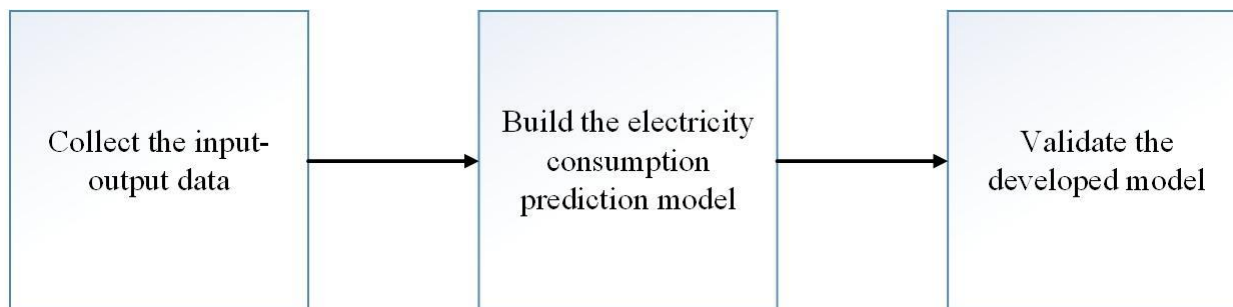 Collect the input-
output data
Build the electricity
consumption
prediction model
Validate the
developed model